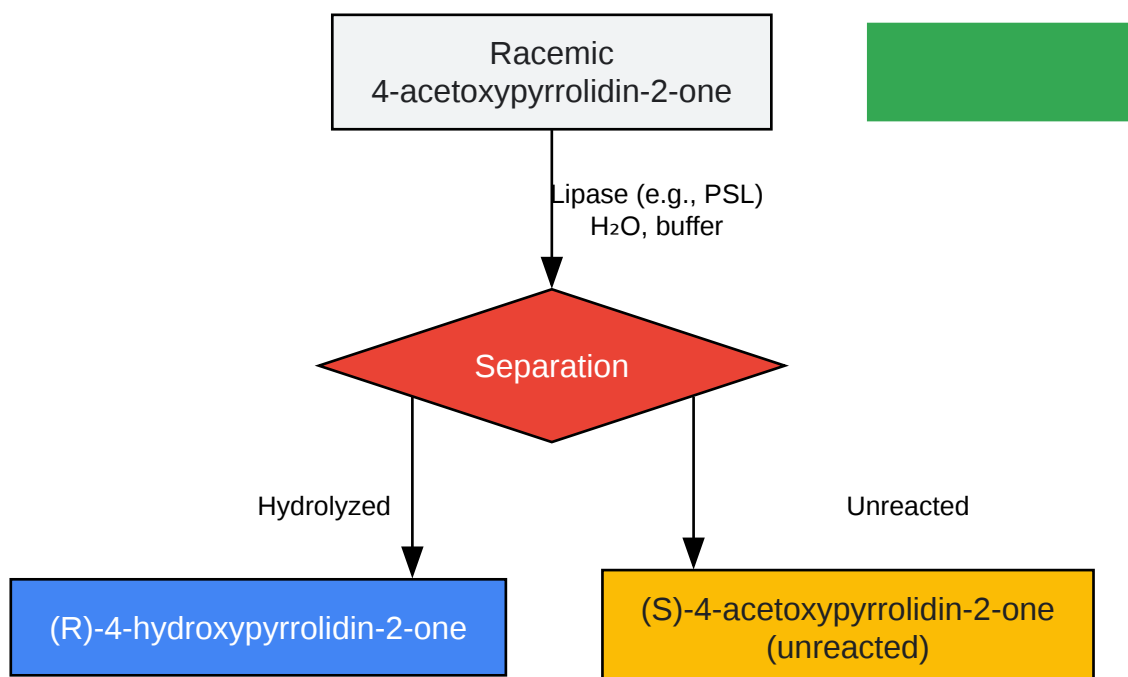 Racemic
4-acetoxypyrrolidin-2-one
Lipase (e.g., PSL)
H₂O, buffer
Separation
Hydrolyzed
Unreacted
(R)-4-hydroxypyrrolidin-2-one
(S)-4-acetoxypyrrolidin-2-one
(unreacted)